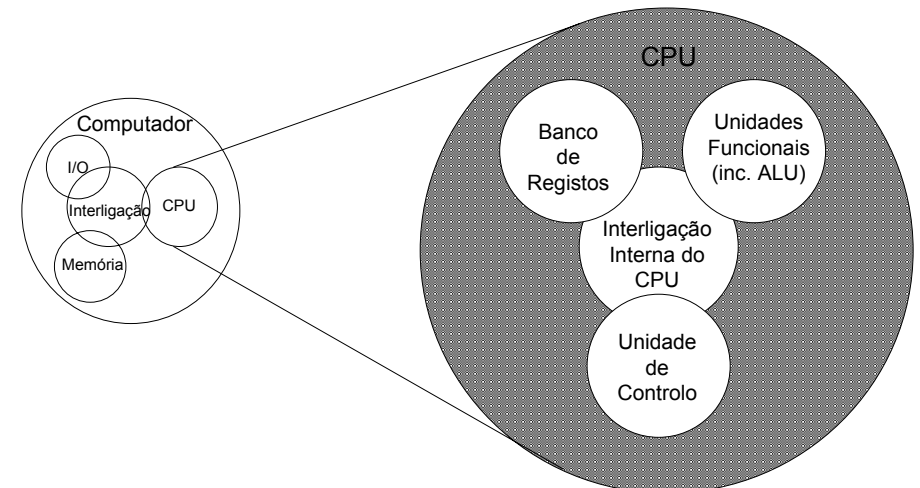 Computador
I/O
Interligação
CPU
Memória
CPU
Banco
de
Registos
Unidades
Funcionais
(inc. ALU)
Interligação
Interna do
CPU
Unidade
de
Controlo